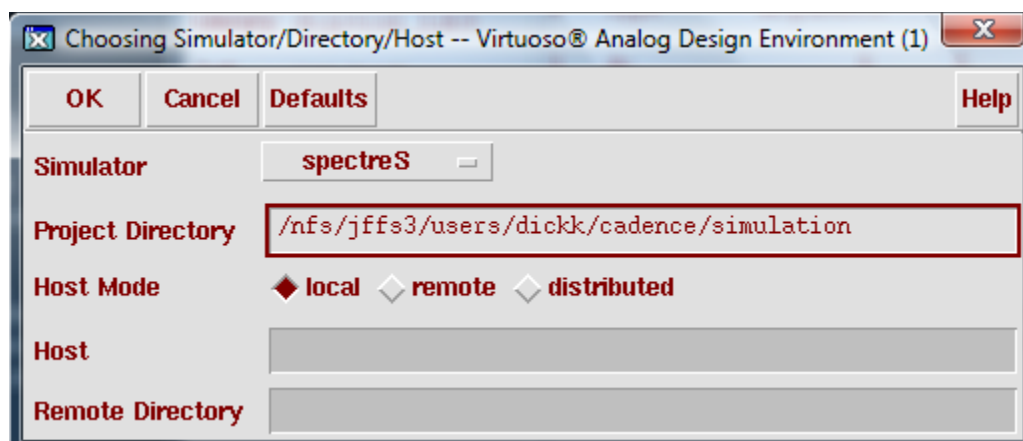 Choosing Simulator/Directory/Host -- Virtuoso® Analog Design Environment (1)
OK Cancel Defaults Help
Simulator spectreS
Project Directory /nfs/jffs3/users/dickk/cadence/simulation
Host Mode local remote distributed
Host
Remote Directory